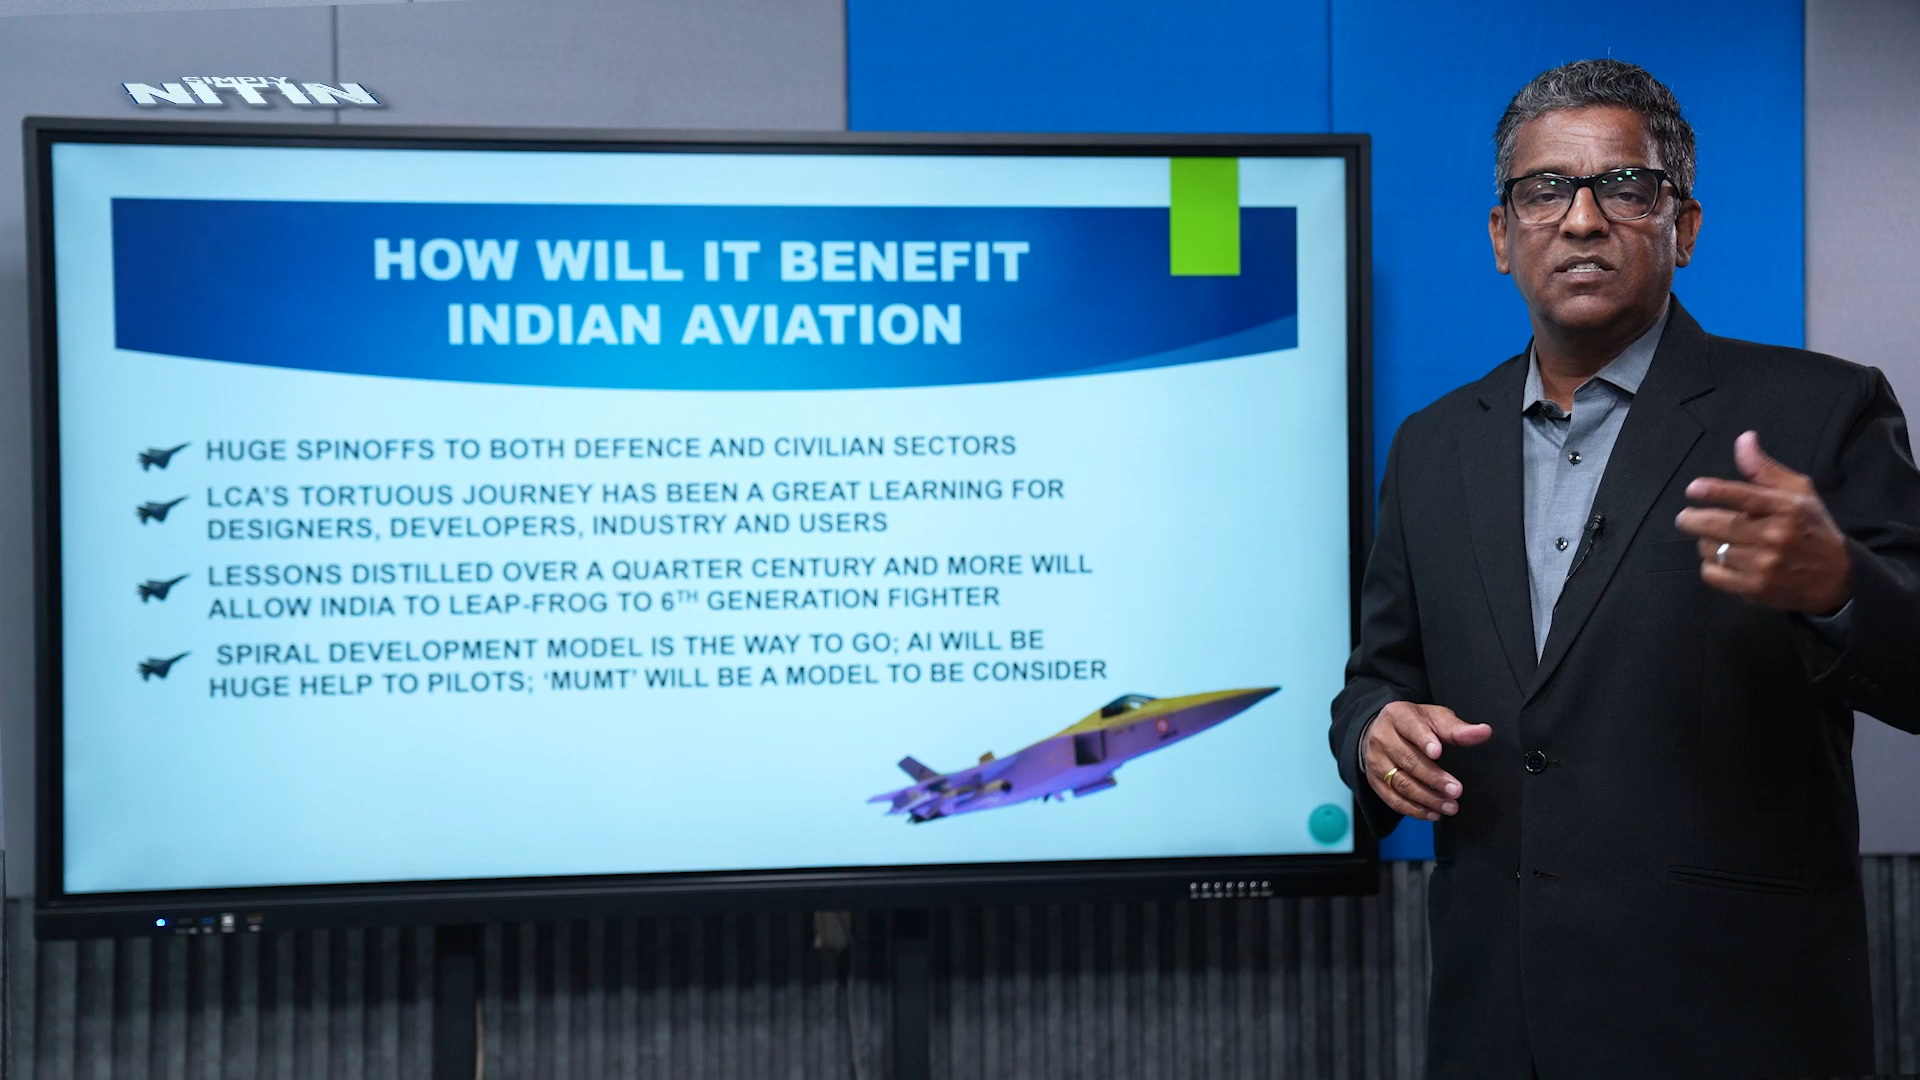 SIMPLY
NITIN
HOW WILL IT BENEFIT
INDIAN AVIATION
HUGE SPINOFFS TO BOTH DEFENCE AND CIVILIAN SECTORS
LCA'S TORTUOUS JOURNEY HAS BEEN A GREAT LEARNING FOR
DESIGNERS, DEVELOPERS, INDUSTRY AND USERS
LESSONS DISTILLED OVER A QUARTER CENTURY AND MORE WILL
ALLOW INDIA TO LEAP-FROG TO 6TH GENERATION FIGHTER
SPIRAL DEVELOPMENT MODEL IS THE WAY TO GO; AI WILL BE
HUGE HELP TO PILOTS; 'MUMT' WILL BE A MODEL TO BE CONSIDER